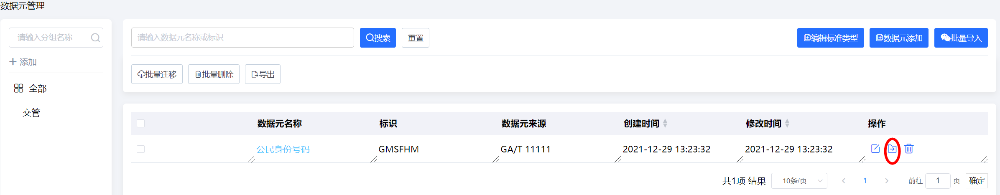 数据元管理
请输入分组名称
添加
全部
交管
请输入数据元名称或标识 搜索 重置 编辑标准类型 数据元添加 批量导入
批量迁移 批量删除 导出
数据元名称 标识 数据元来源 创建时间 修改时间 操作
公民身份号码 GMSFHM GA/T 11111 2021-12-29 13:23:32 2021-12-29 13:23:32
共1项 结果 10条/页 1 前往 1 页 确定